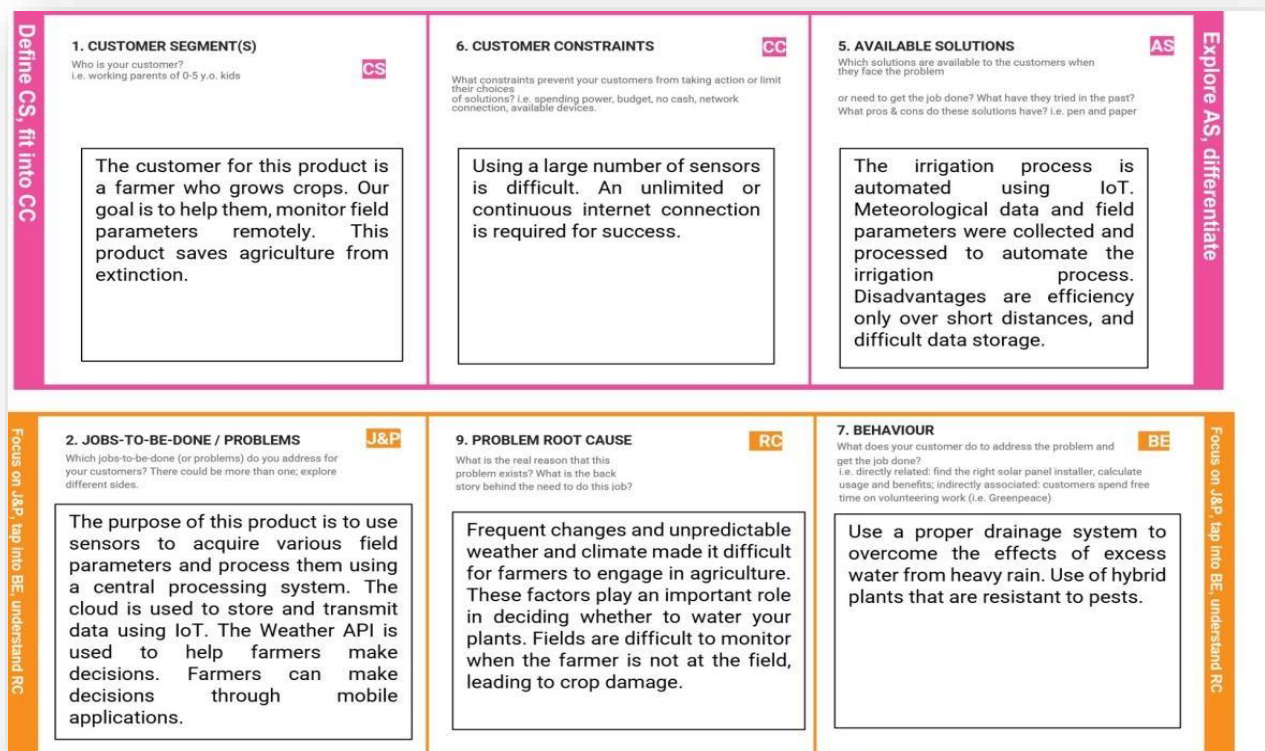 Define CS, fit into CC
1. CUSTOMER SEGMENT(S)
Who is your customer?
i.e. working parents of 0-5 y.o. kids
CS
The customer for this product is
a farmer who grows crops. Our
goal is to help them, monitor field
parameters remotely. This
product saves agriculture from
extinction.
6. CUSTOMER CONSTRAINTS
CC
What constraints prevent your customers from taking action or limit
their choices
of solutions? i.e. spending power, budget, no cash, network
connection, available devices.
Using a large number of sensors
is difficult. An unlimited or
continuous internet connection
is required for success.
5. AVAILABLE SOLUTIONS
AS
Which solutions are available to the customers when
they face the problem
or need to get the job done? What have they tried in the past?
What pros & cons do these solutions have? i.e. pen and paper
The irrigation process is
automated using IoT.
Meteorological data and field
parameters were collected and
processed to automate the
irrigation process.
Disadvantages are efficiency
only over short distances, and
difficult data storage.
Explore AS, differentiate
Focus on J&P, tap into BE, understand RC
2. JOBS-TO-BE-DONE / PROBLEMS
J&P
Which jobs-to-be-done (or problems) do you address for
your customers? There could be more than one; explore
different sides.
The purpose of this product is to use
sensors to acquire various field
parameters and process them using
a central processing system. The
cloud is used to store and transmit
data using IoT. The Weather API is
used to help farmers make
decisions. Farmers can make
decisions through mobile
applications.
9. PROBLEM ROOT CAUSE
RC
What is the real reason that this
problem exists? What is the back
story behind the need to do this job?
Frequent changes and unpredictable
weather and climate made it difficult
for farmers to engage in agriculture.
These factors play an important role
in deciding whether to water your
plants. Fields are difficult to monitor
when the farmer is not at the field,
leading to crop damage.
7. BEHAVIOUR
BE
What does your customer do to address the problem and
get the job done?
i.e. directly related: find the right solar panel installer, calculate
usage and benefits; indirectly associated: customers spend free
time on volunteering work (i.e. Greenpeace)
Use a proper drainage system to
overcome the effects of excess
water from heavy rain. Use of hybrid
plants that are resistant to pests.
Focus on J&P, tap into BE, understand RC